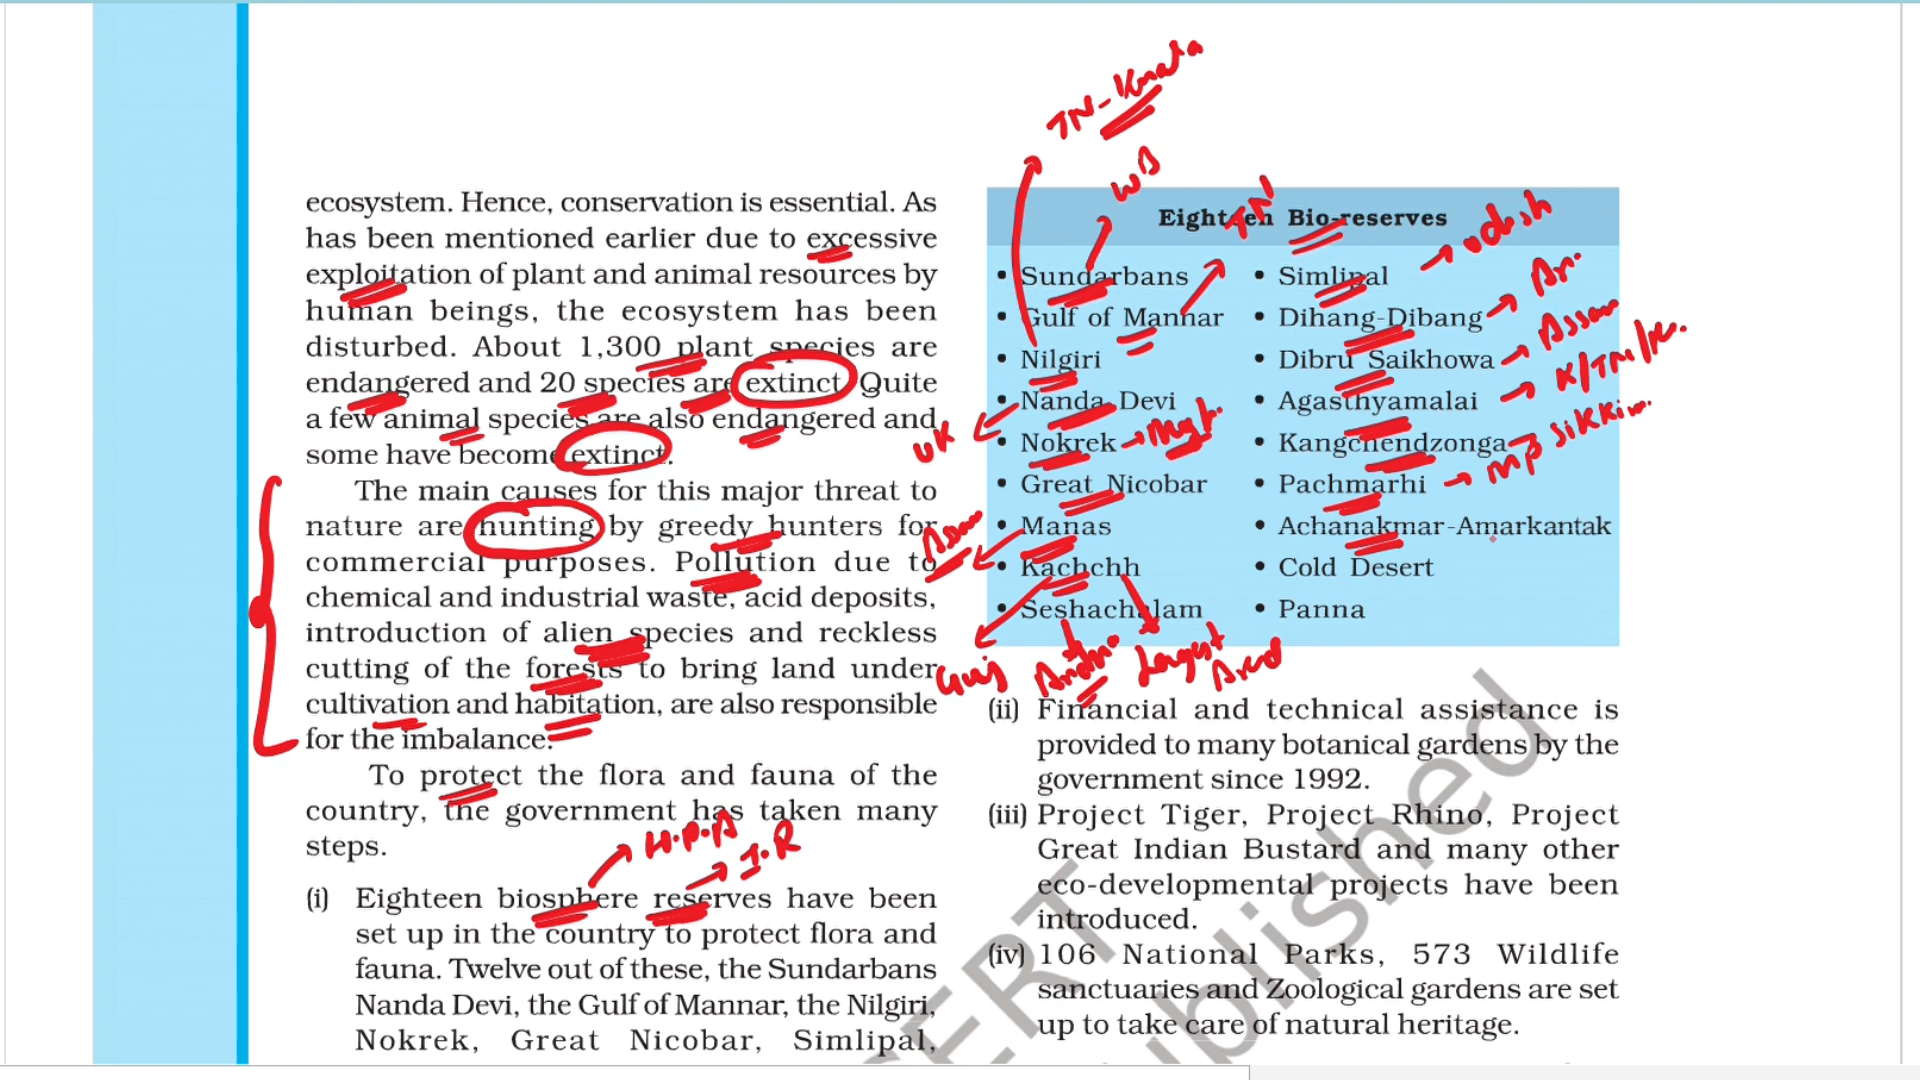 ecosystem. Hence, conservation is essential. As
has been mentioned earlier due to excessive
exploitation of plant and animal resources by
human beings, the ecosystem has been
disturbed. About 1,300 plant species are
endangered and 20 species are extinct. Quite
a few animal species are also endangered and
some have become extinct.
The main causes for this major threat to
nature are hunting by greedy hunters for
commercial purposes. Pollution due to
chemical and industrial waste, acid deposits,
introduction of alien species and reckless
cutting of the forests to bring land under
cultivation and habitation, are also responsible
for the imbalance.
To protect the flora and fauna of the
country, the government has taken many
steps.
H.P.A
I.R
(i) Eighteen biosphere reserves have been
set up in the country to protect flora and
fauna. Twelve out of these, the Sundarbans
Nanda Devi, the Gulf of Mannar, the Nilgiri,
Nokrek, Great Nicobar, Simlipal,
TN-
WB
TN
Eighteen Bio-reserves
• Sundarbans
• Gulf of Mannar
• Nilgiri
• Nanda Devi
UK
• Nokrek
• Great Nicobar
• Manas
Assam
• Kachchh
• Seshachalam
Guj
Largest
Area
• Simlipal
• Dihang-Dibang
Ar.
• Dibru Saikhowa
Assam
• Agasthyamalai
• Kangchendzonga
Sikkim
• Pachmarhi
MP
• Achanakmar-Amarkantak
• Cold Desert
• Panna
(ii) Financial and technical assistance is
provided to many botanical gardens by the
government since 1992.
(iii) Project Tiger, Project Rhino, Project
Great Indian Bustard and many other
eco-developmental projects have been
introduced.
(iv) 106 National Parks, 573 Wildlife
sanctuaries and Zoological gardens are set
up to take care of natural heritage.